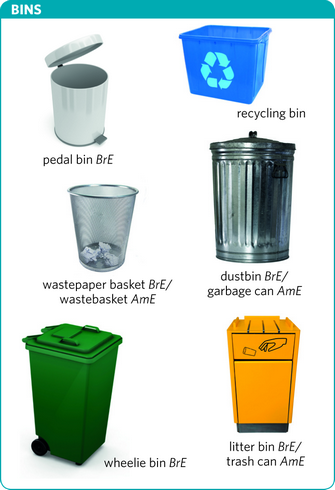 BINS
recycling bin
pedal bin BrE
wastepaper basket BrE/
wastebasket AmE
dustbin BrE/
garbage can AmE
wheelie bin BrE
litter bin BrE/
trash can AmE